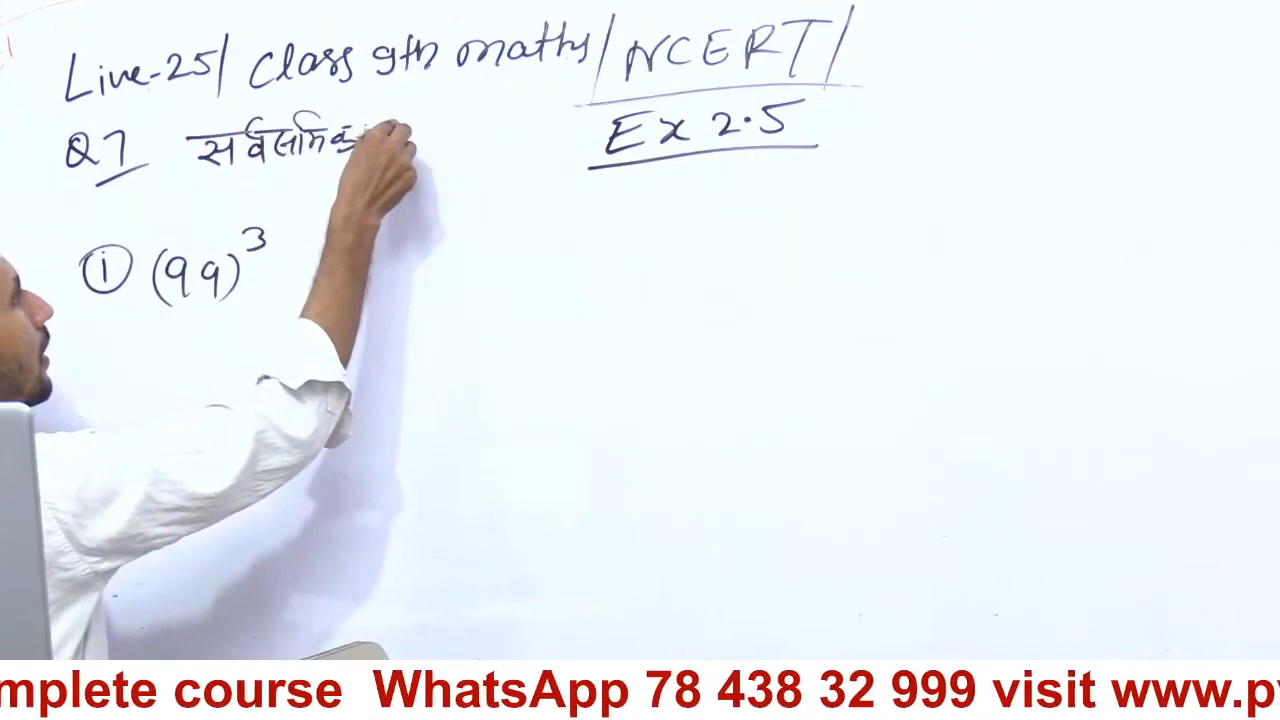 Live-25/ Class 9th maths/ NCERT/
Ex 2.5
Q7 सर्वसमिक
① (99)³
mplete course WhatsApp 78 438 32 999 visit www.p